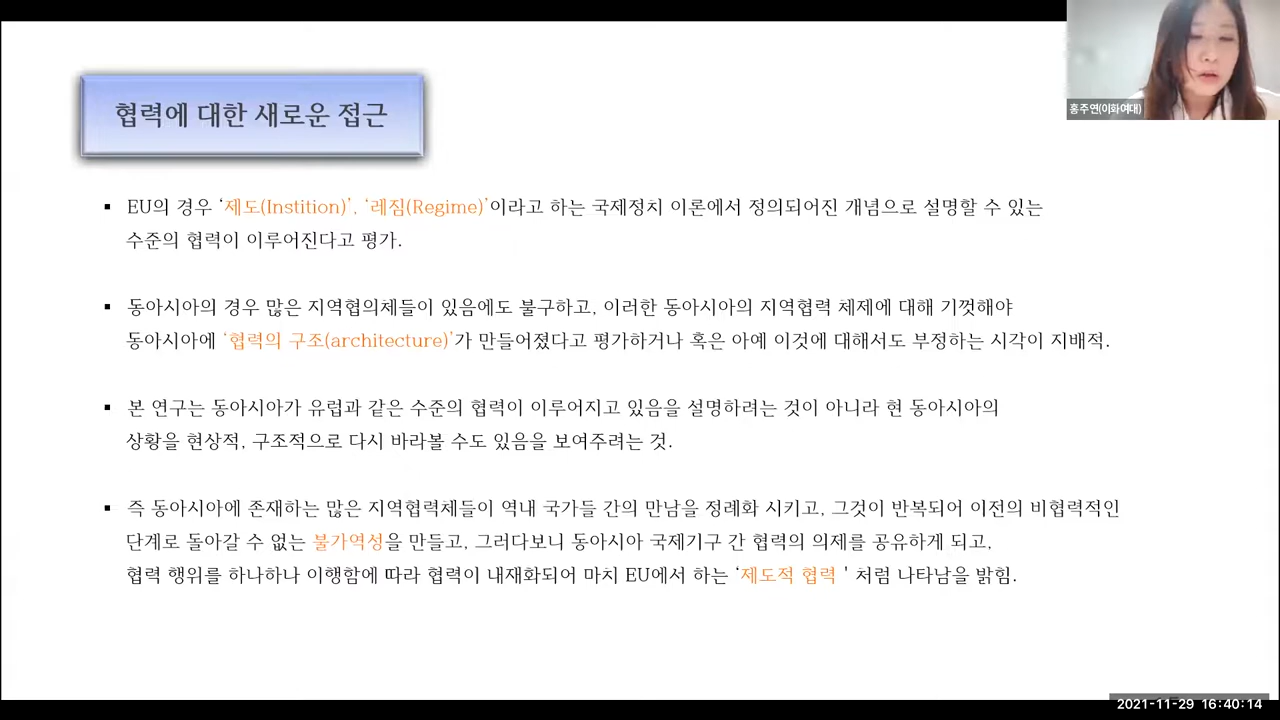 협력에 대한 새로운 접근
홍주연(이화여대)
▪ EU의 경우 ‘제도(Instition)’, ‘레짐(Regime)’이라고 하는 국제정치 이론에서 정의되어진 개념으로 설명할 수 있는
수준의 협력이 이루어진다고 평가.
▪ 동아시아의 경우 많은 지역협의체들이 있음에도 불구하고, 이러한 동아시아의 지역협력 체제에 대해 기껏해야
동아시아에 ‘협력의 구조(architecture)’가 만들어졌다고 평가하거나 혹은 아예 이것에 대해서도 부정하는 시각이 지배적.
▪ 본 연구는 동아시아가 유럽과 같은 수준의 협력이 이루어지고 있음을 설명하려는 것이 아니라 현 동아시아의
상황을 현상적, 구조적으로 다시 바라볼 수도 있음을 보여주려는 것.
▪ 즉 동아시아에 존재하는 많은 지역협력체들이 역내 국가들 간의 만남을 정례화 시키고, 그것이 반복되어 이전의 비협력적인
단계로 돌아갈 수 없는 불가역성을 만들고, 그러다보니 동아시아 국제기구 간 협력의 의제를 공유하게 되고,
협력 행위를 하나하나 이행함에 따라 협력이 내재화되어 마치 EU에서 하는 ‘제도적 협력 ' 처럼 나타남을 밝힘.
2021-11-29 16:40:14